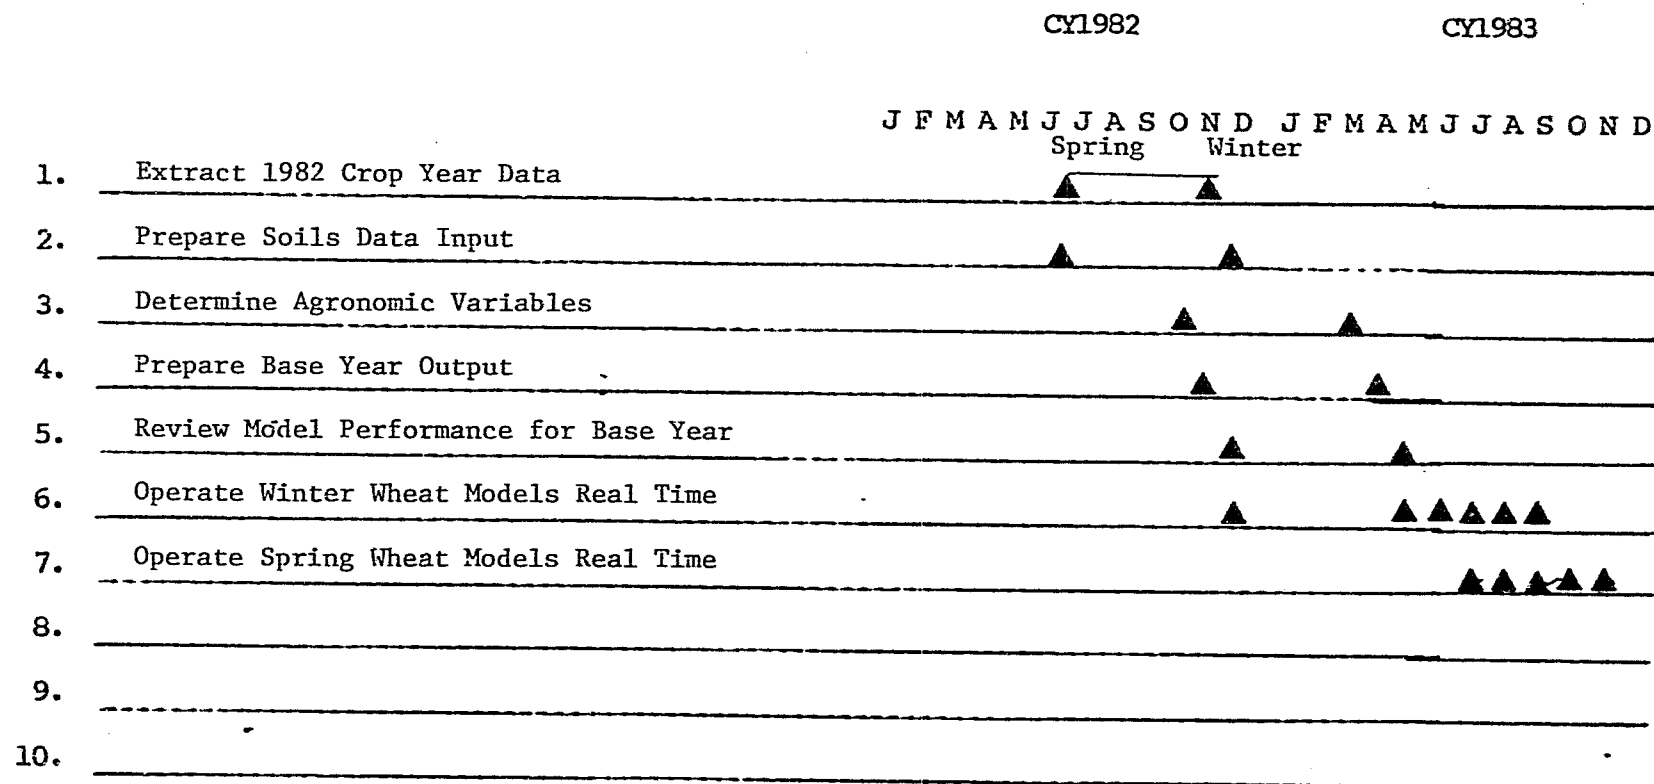 CY1982 CY1983
J F M A M J J A S O N D J F M A M J J A S O N D
Spring Winter
1. Extract 1982 Crop Year Data
2. Prepare Soils Data Input
3. Determine Agronomic Variables
4. Prepare Base Year Output
5. Review Model Performance for Base Year
6. Operate Winter Wheat Models Real Time
7. Operate Spring Wheat Models Real Time
8.
9.
10.